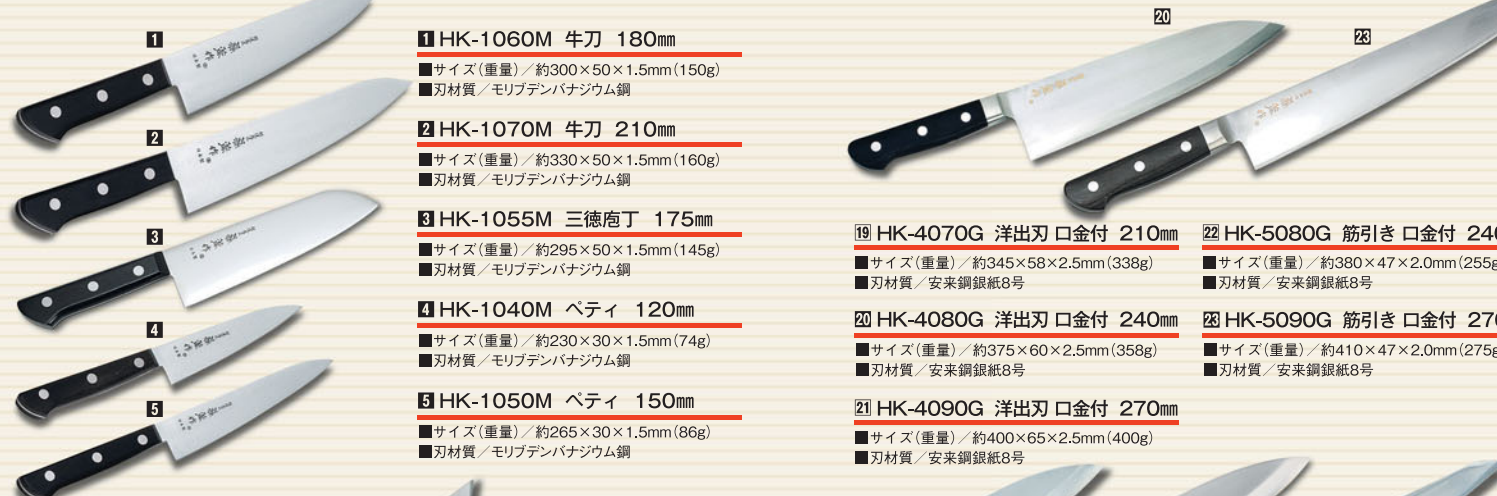 1
2
3
4
5
1 HK-1060M 牛刀 180㎜
■サイズ(重量)／約300×50×1.5mm(150g)
■刃材質／モリブデンバナジウム鋼
2 HK-1070M 牛刀 210㎜
■サイズ(重量)／約330×50×1.5mm(160g)
■刃材質／モリブデンバナジウム鋼
3 HK-1055M 三徳庖丁 175㎜
■サイズ(重量)／約295×50×1.5mm(145g)
■刃材質／モリブデンバナジウム鋼
4 HK-1040M ペティ 120㎜
■サイズ(重量)／約230×30×1.5mm(74g)
■刃材質／モリブデンバナジウム鋼
5 HK-1050M ペティ 150㎜
■サイズ(重量)／約265×30×1.5mm(86g)
■刃材質／モリブデンバナジウム鋼
20
23
19 HK-4070G 洋出刃 口金付 210㎜
■サイズ(重量)／約345×58×2.5mm(338g)
■刃材質／安来鋼銀紙8号
20 HK-4080G 洋出刃 口金付 240㎜
■サイズ(重量)／約375×60×2.5mm(358g)
■刃材質／安来鋼銀紙8号
21 HK-4090G 洋出刃 口金付 270㎜
■サイズ(重量)／約400×65×2.5mm(400g)
■刃材質／安来鋼銀紙8号
22 HK-5080G 筋引き 口金付 240
■サイズ(重量)／約380×47×2.0mm(255g
■刃材質／安来鋼銀紙8号
23 HK-5090G 筋引き 口金付 270
■サイズ(重量)／約410×47×2.0mm(275g
■刃材質／安来鋼銀紙8号